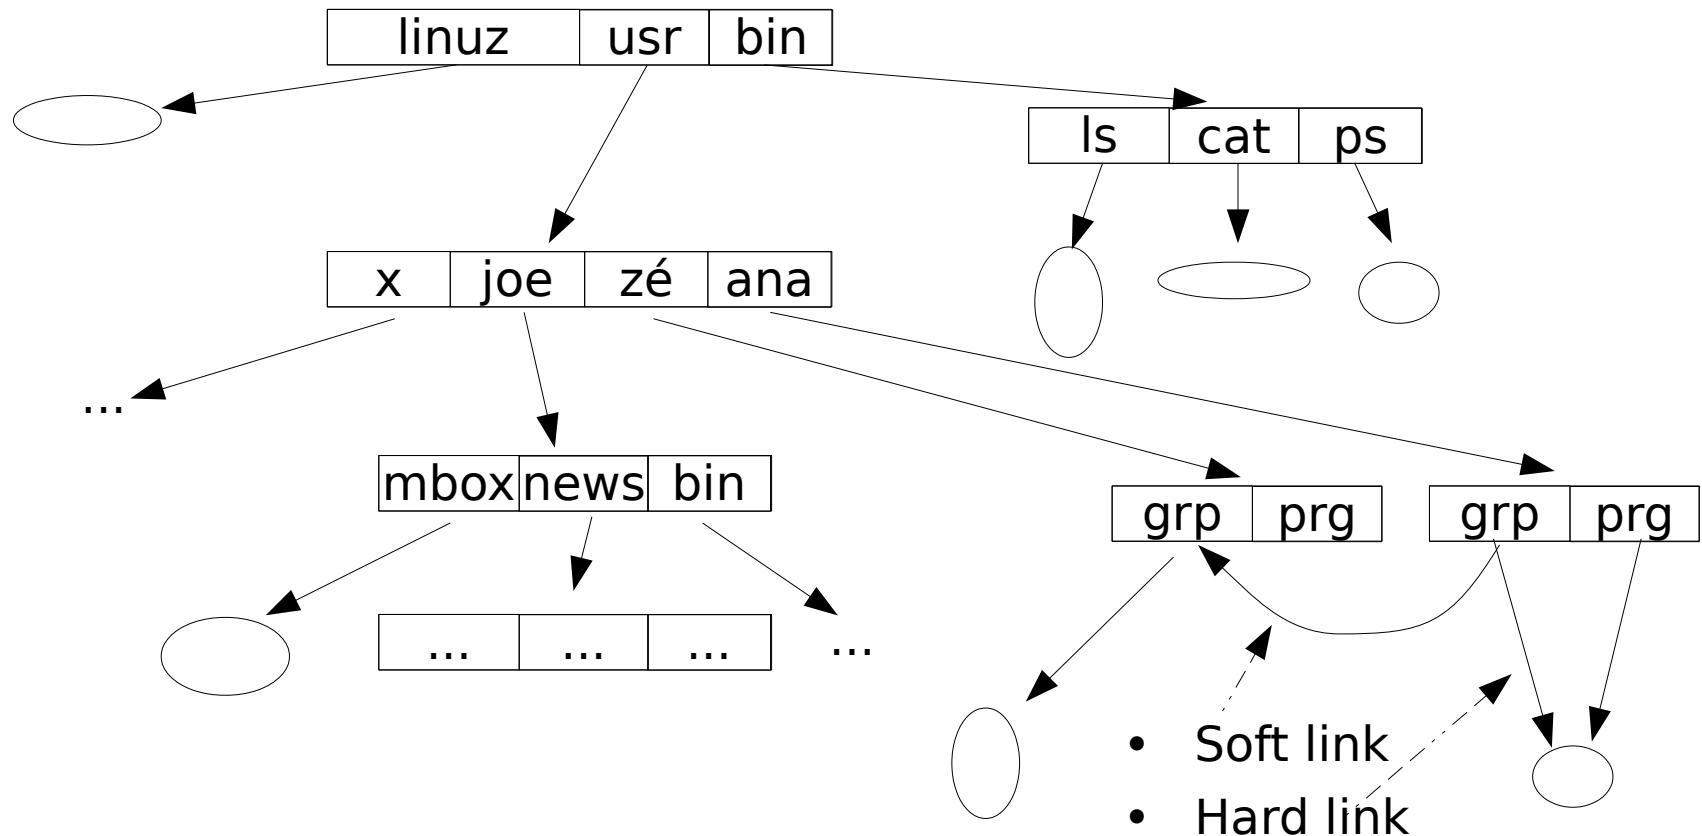 linuz usr bin
ls cat ps
x joe zé ana
...
mbox news bin
grp prg grp prg
... ... ... ...
• Soft link
• Hard link